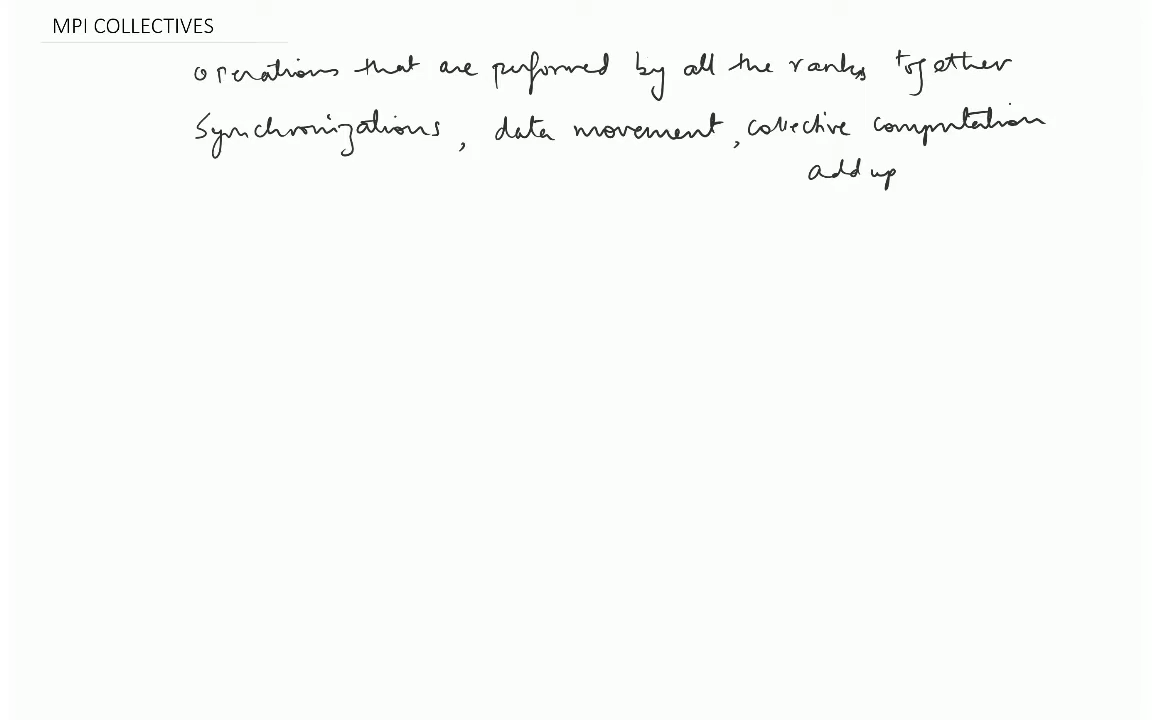 MPI COLLECTIVES
operations that are performed by all the ranks together
Synchronizations, data movement, collective computation
add up